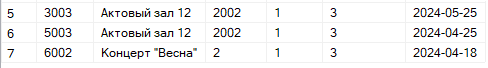 5 3003 Актовый зал 12 2002 1 3 2024-05-25
6 5003 Актовый зал 12 2002 1 3 2024-04-25
7 6002 Концерт "Весна" 2 1 3 2024-04-18